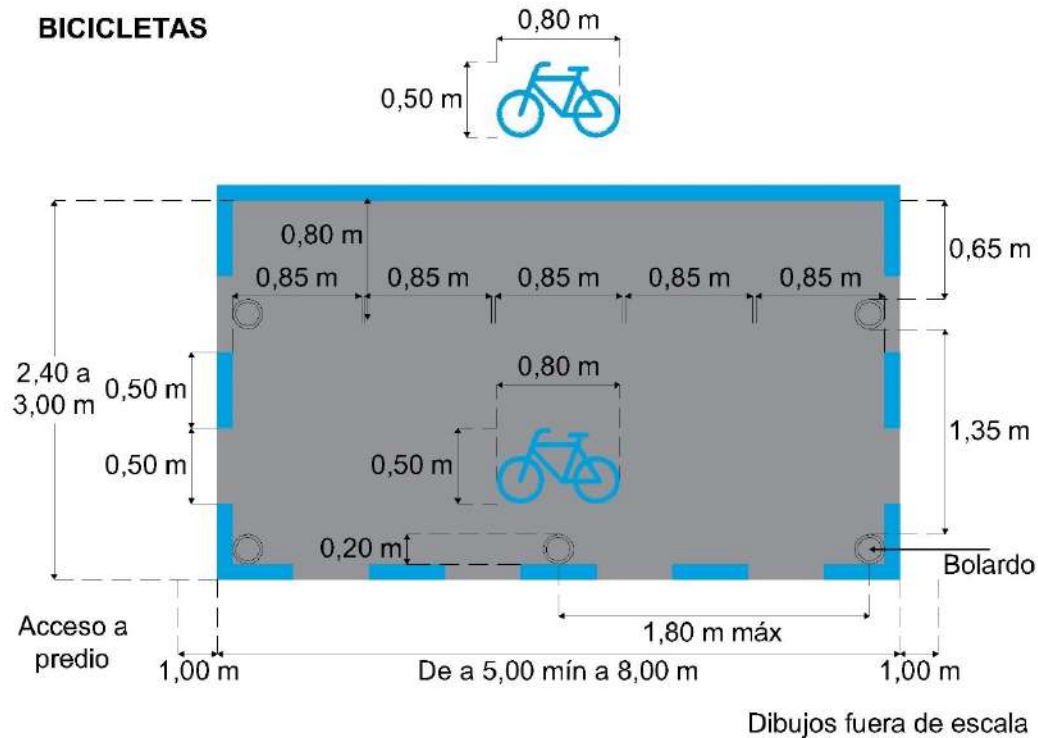 BICICLETAS
0,80 m
0,50 m
0,80 m
0,65 m
0,85 m
0,85 m
0,85 m
0,85 m
0,85 m
2,40 a
3,00 m
0,50 m
0,80 m
0,50 m
0,50 m
1,35 m
0,20 m
Bolardo
Acceso a
predio
1,80 m máx
1,00 m
De a 5,00 mín a 8,00 m
1,00 m
Dibujos fuera de escala